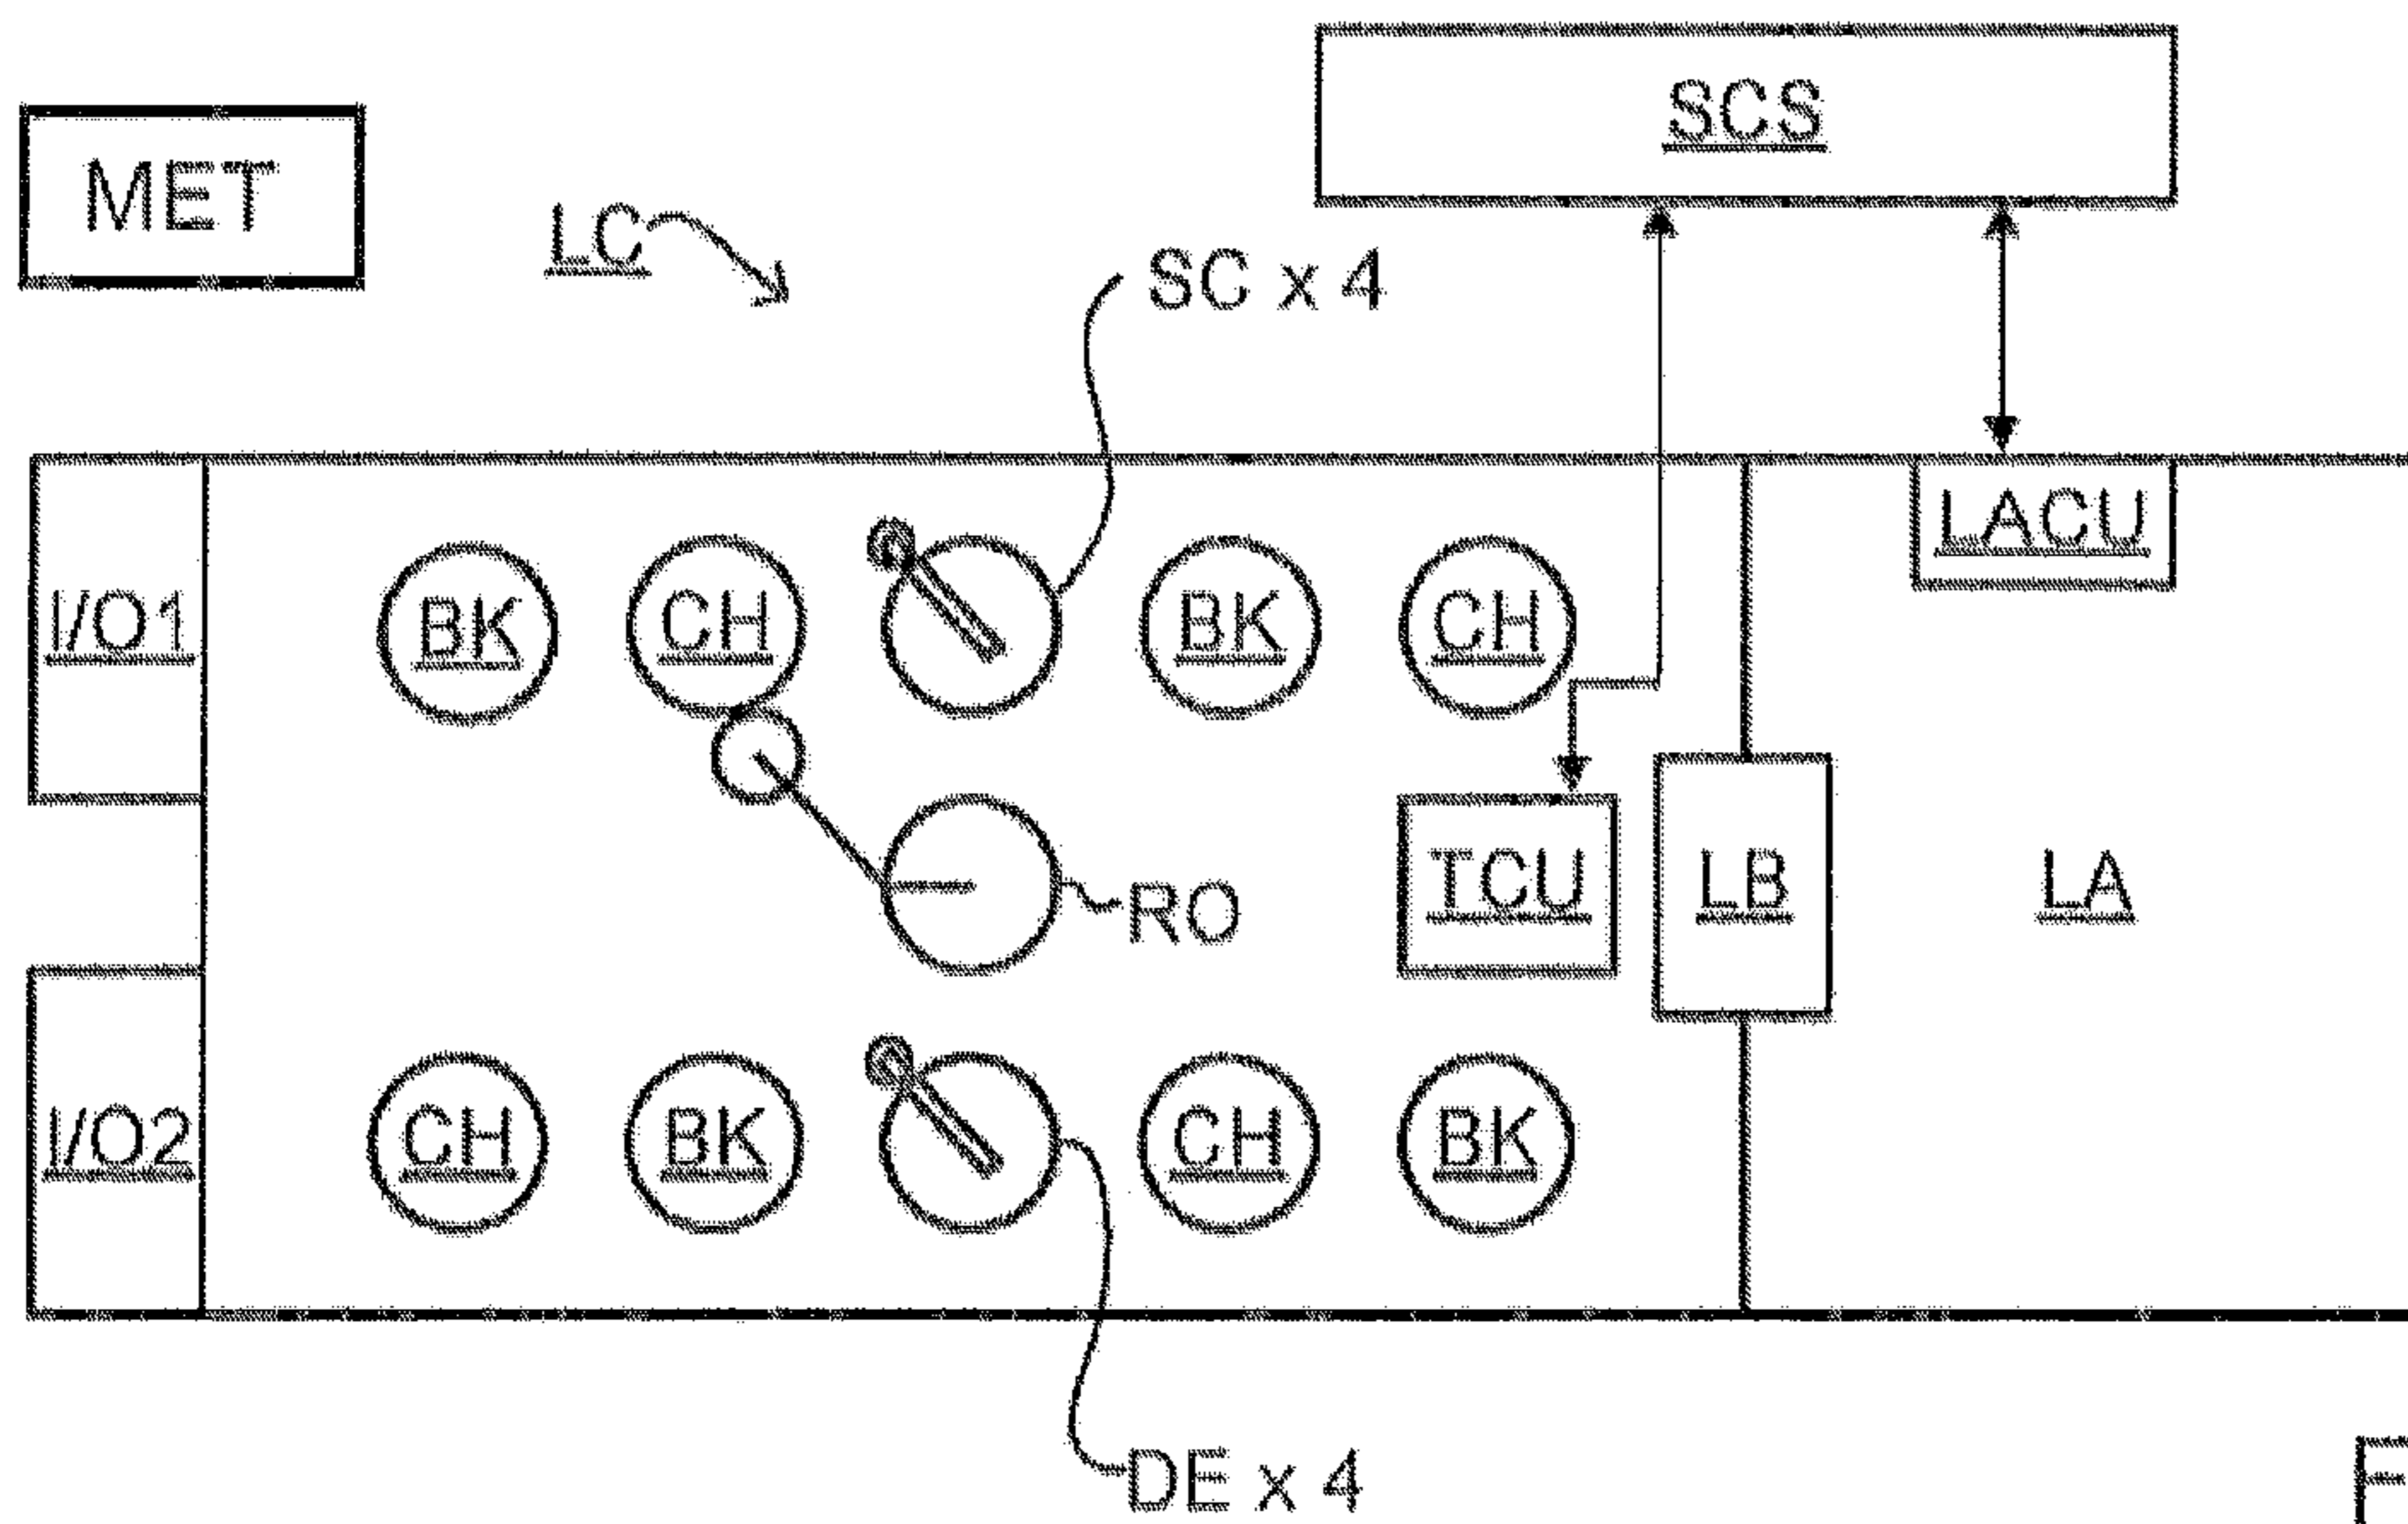 SCS
MET
LC
SC x 4
LACU
I/O1
BK
CH
BK
CH
TCU
LB
LA
RO
I/O2
CH
BK
CH
BK
DE x 4
F